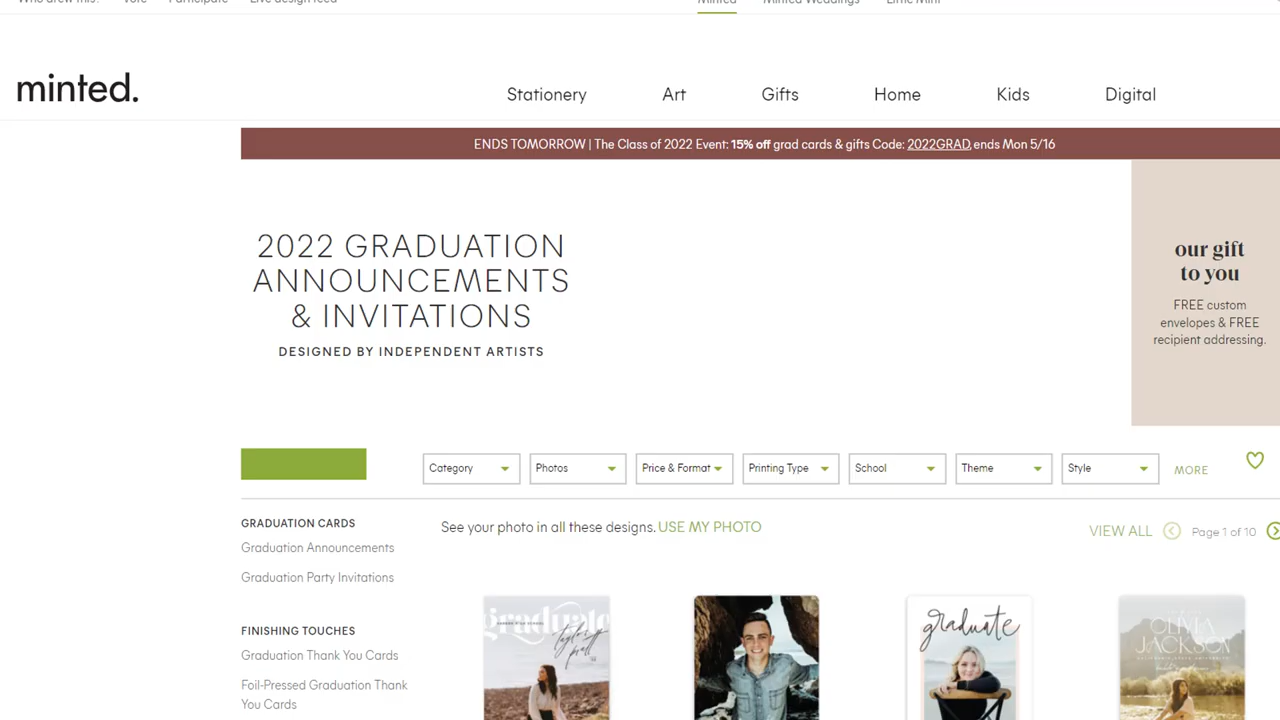 Who drew this? Vote Participate Live design feed Minted Minted Weddings Little Mint
minted.
Stationery Art Gifts Home Kids Digital
ENDS TOMORROW | The Class of 2022 Event: 15% off grad cards & gifts Code: 2022GRAD, ends Mon 5/16
2022 GRADUATION
ANNOUNCEMENTS
& INVITATIONS
DESIGNED BY INDEPENDENT ARTISTS
our gift
to you
FREE custom
envelopes & FREE
recipient addressing.
Category Photos Price & Format Printing Type School Theme Style MORE
GRADUATION CARDS
Graduation Announcements
Graduation Party Invitations
FINISHING TOUCHES
Graduation Thank You Cards
Foil-Pressed Graduation Thank
You Cards
See your photo in all these designs. USE MY PHOTO
VIEW ALL Page 1 of 10
graduate
HARBOR HIGH SCHOOL
graduate
OLIVIA
JACKSON